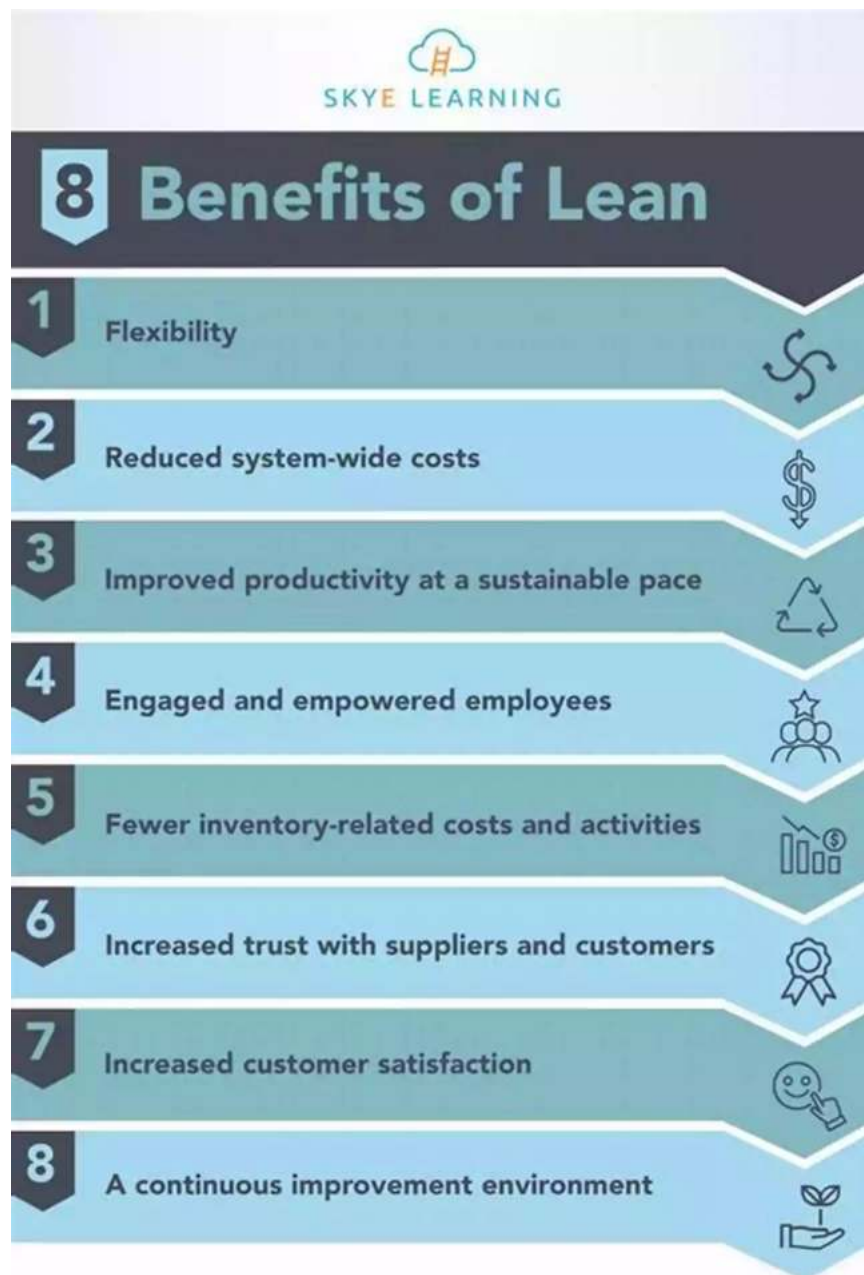 SKYE LEARNING
8 Benefits of Lean
1
Flexibility
2
Reduced system-wide costs
$
3
Improved productivity at a sustainable pace
4
Engaged and empowered employees
5
Fewer inventory-related costs and activities
$
6
Increased trust with suppliers and customers
7
Increased customer satisfaction
8
A continuous improvement environment